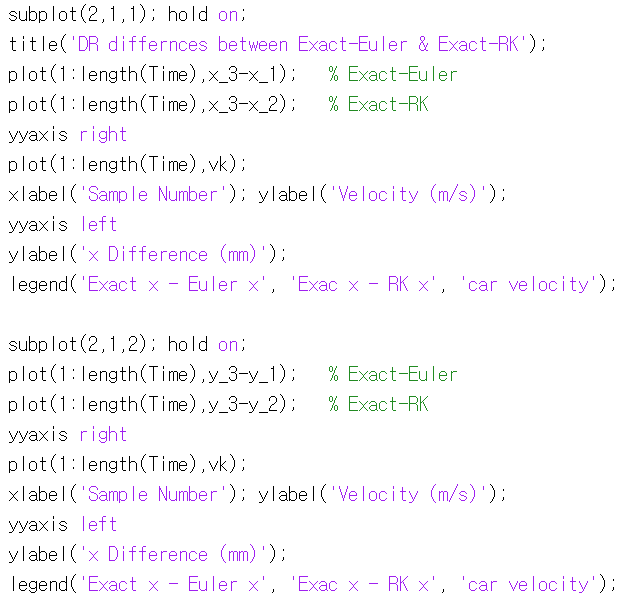 subplot(2,1,1); hold on;
title('DR differnces between Exact-Euler & Exact-RK');
plot(1:length(Time),x_3-x_1);   % Exact-Euler
plot(1:length(Time),x_3-x_2);   % Exact-RK
yyaxis right
plot(1:length(Time),vk);
xlabel('Sample Number'); ylabel('Velocity (m/s)');
yyaxis left
ylabel('x Difference (mm)');
legend('Exact x - Euler x', 'Exac x - RK x', 'car velocity');

subplot(2,1,2); hold on;
plot(1:length(Time),y_3-y_1);   % Exact-Euler
plot(1:length(Time),y_3-y_2);   % Exact-RK
yyaxis right
plot(1:length(Time),vk);
xlabel('Sample Number'); ylabel('Velocity (m/s)');
yyaxis left
ylabel('x Difference (mm)');
legend('Exact x - Euler x', 'Exac x - RK x', 'car velocity');